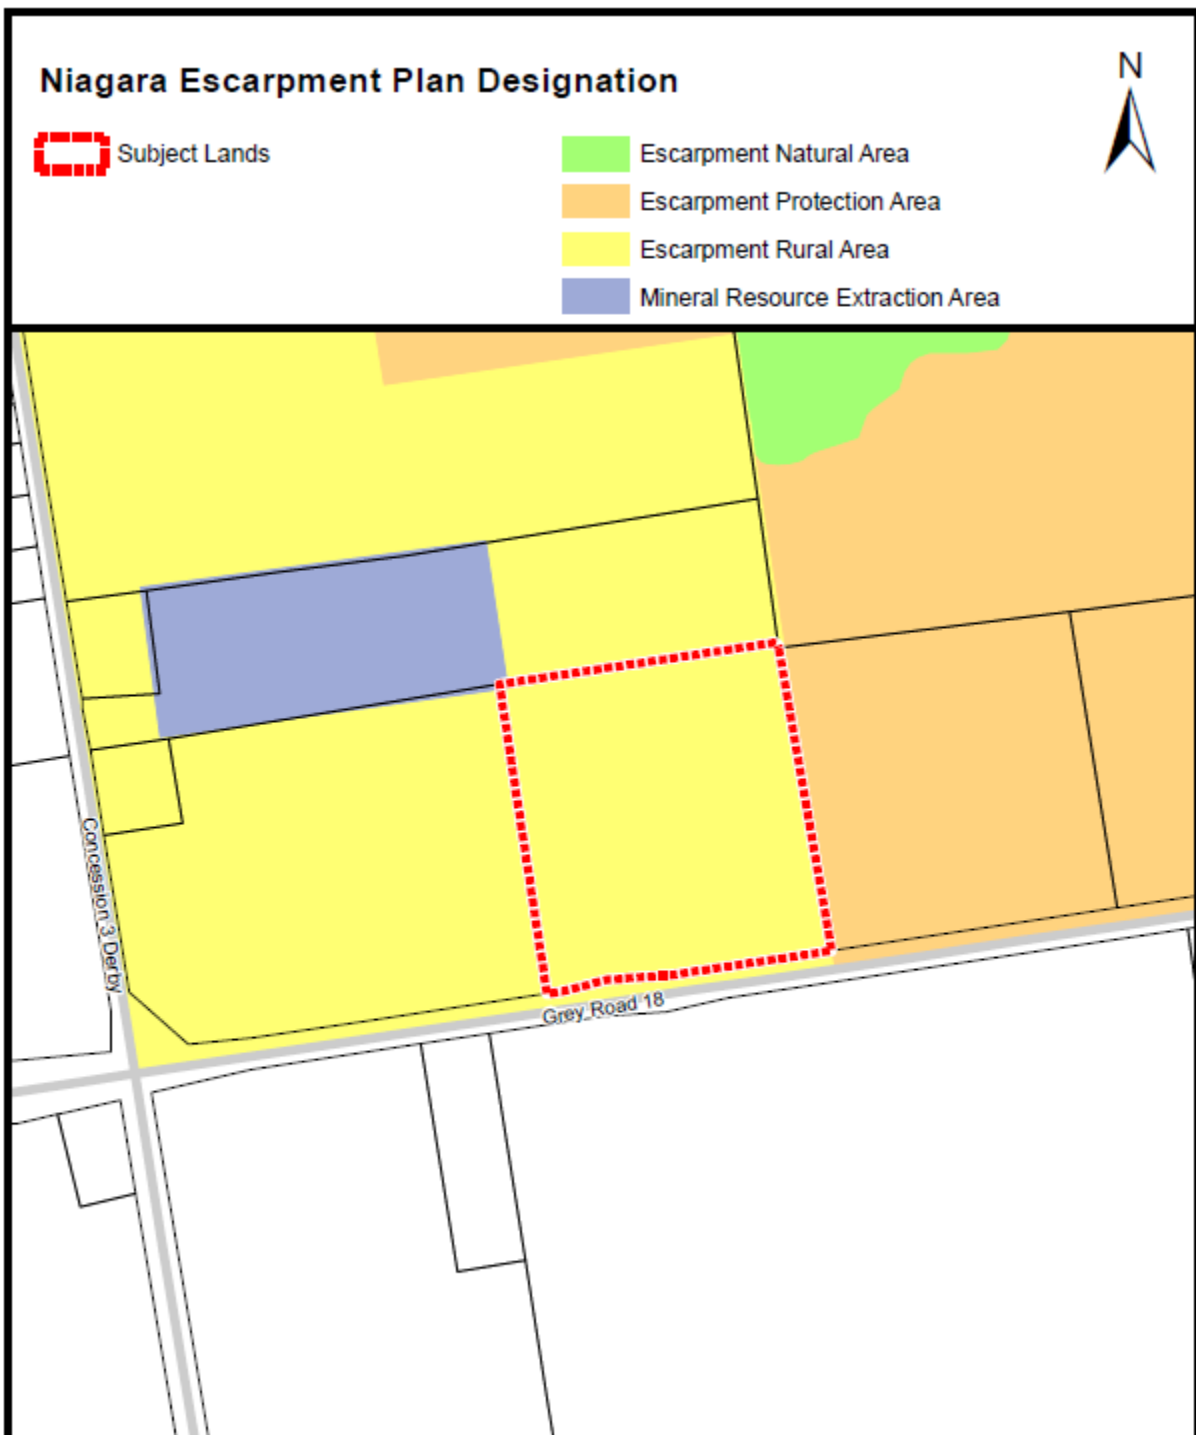 Niagara Escarpment Plan Designation
N
Subject Lands
Escarpment Natural Area
Escarpment Protection Area
Escarpment Rural Area
Mineral Resource Extraction Area
Concession 3 Derby
Grey Road 18